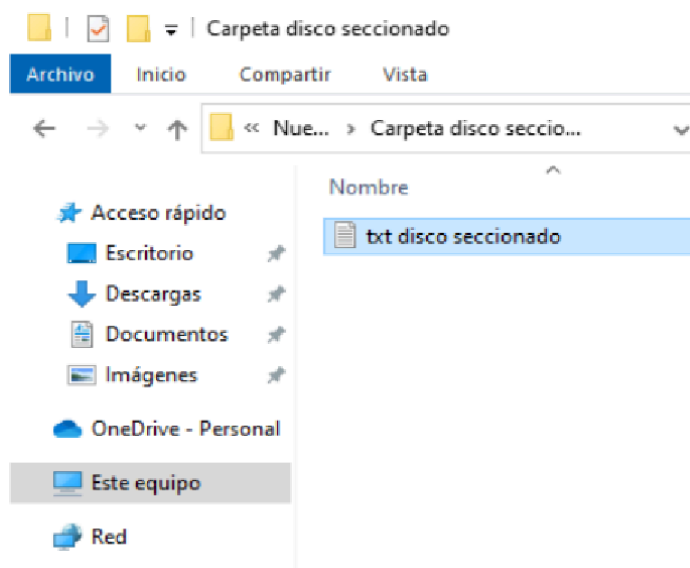 Carpeta disco seccionado
Archivo Inicio Compartir Vista
« Nue... › Carpeta disco seccio...
Nombre
Acceso rápido
txt disco seccionado
Escritorio
Descargas
Documentos
Imágenes
OneDrive - Personal
Este equipo
Red